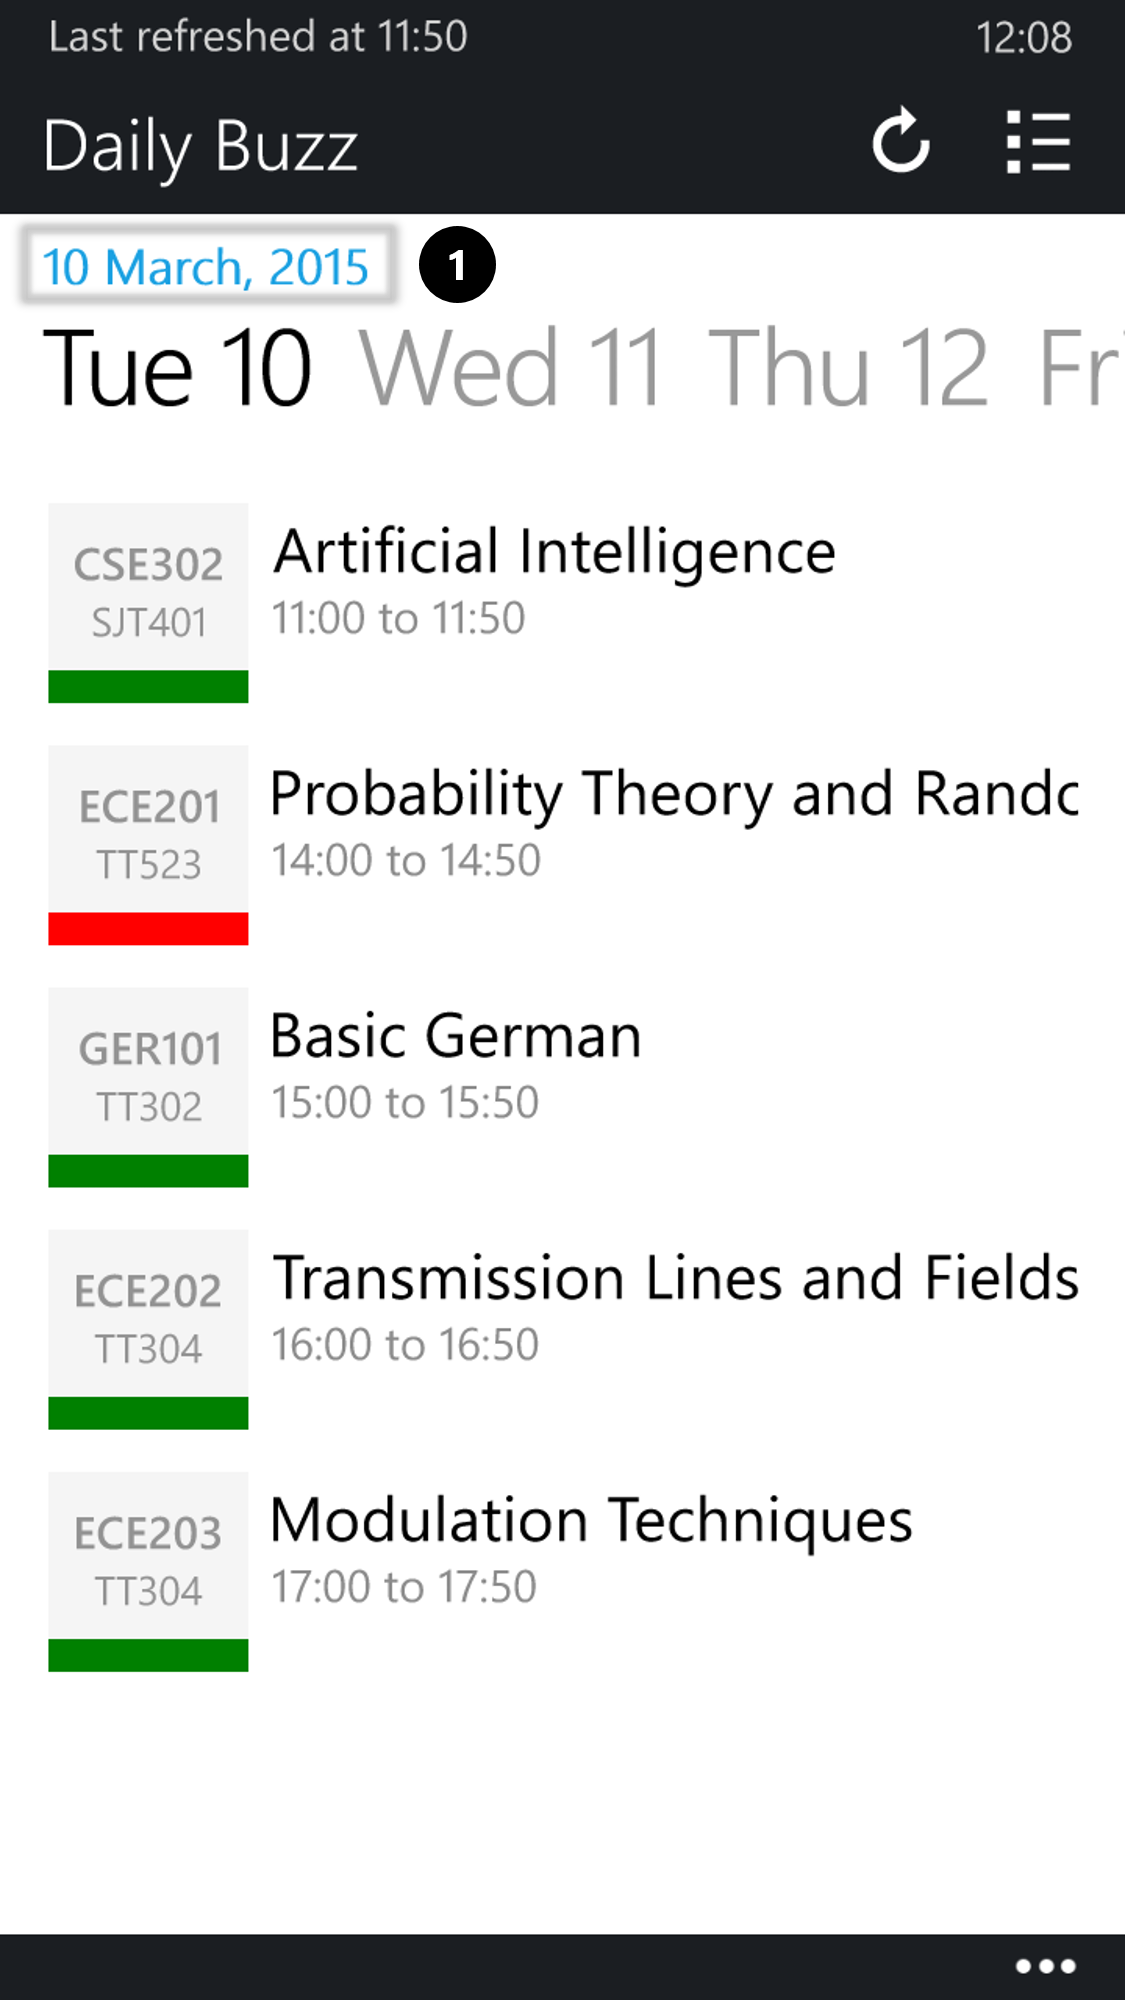 Last refreshed at 11:50 12:08
Daily Buzz
10 March, 2015 1
Tue 10 Wed 11 Thu 12 Fri
CSE302 Artificial Intelligence
SJT401 11:00 to 11:50
ECE201 Probability Theory and Rando
TT523 14:00 to 14:50
GER101 Basic German
TT302 15:00 to 15:50
ECE202 Transmission Lines and Fields
TT304 16:00 to 16:50
ECE203 Modulation Techniques
TT304 17:00 to 17:50